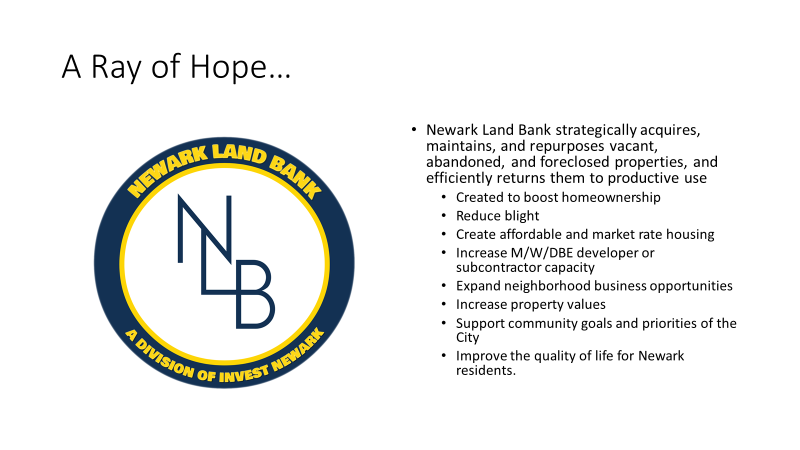 A Ray of Hope…
NEWARK LAND BANK
NLB
A DIVISION OF INVEST NEWARK
• Newark Land Bank strategically acquires,
maintains, and repurposes vacant,
abandoned, and foreclosed properties, and
efficiently returns them to productive use
• Created to boost homeownership
• Reduce blight
• Create affordable and market rate housing
• Increase M/W/DBE developer or
subcontractor capacity
• Expand neighborhood business opportunities
• Increase property values
• Support community goals and priorities of the
City
• Improve the quality of life for Newark
residents.